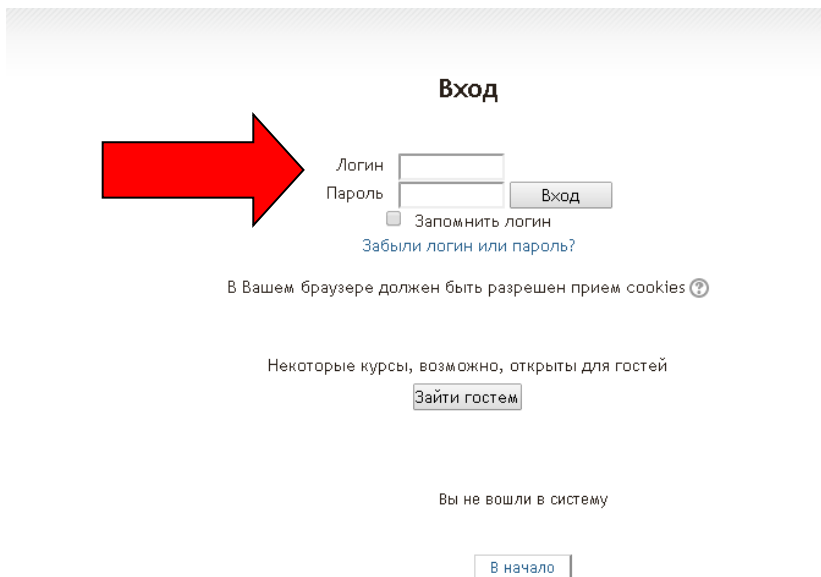 Вход
Логин
Пароль Вход
Запомнить логин
Забыли логин или пароль?
В Вашем браузере должен быть разрешен прием cookies ?
Некоторые курсы, возможно, открыты для гостей
Зайти гостем
Вы не вошли в систему
В начало